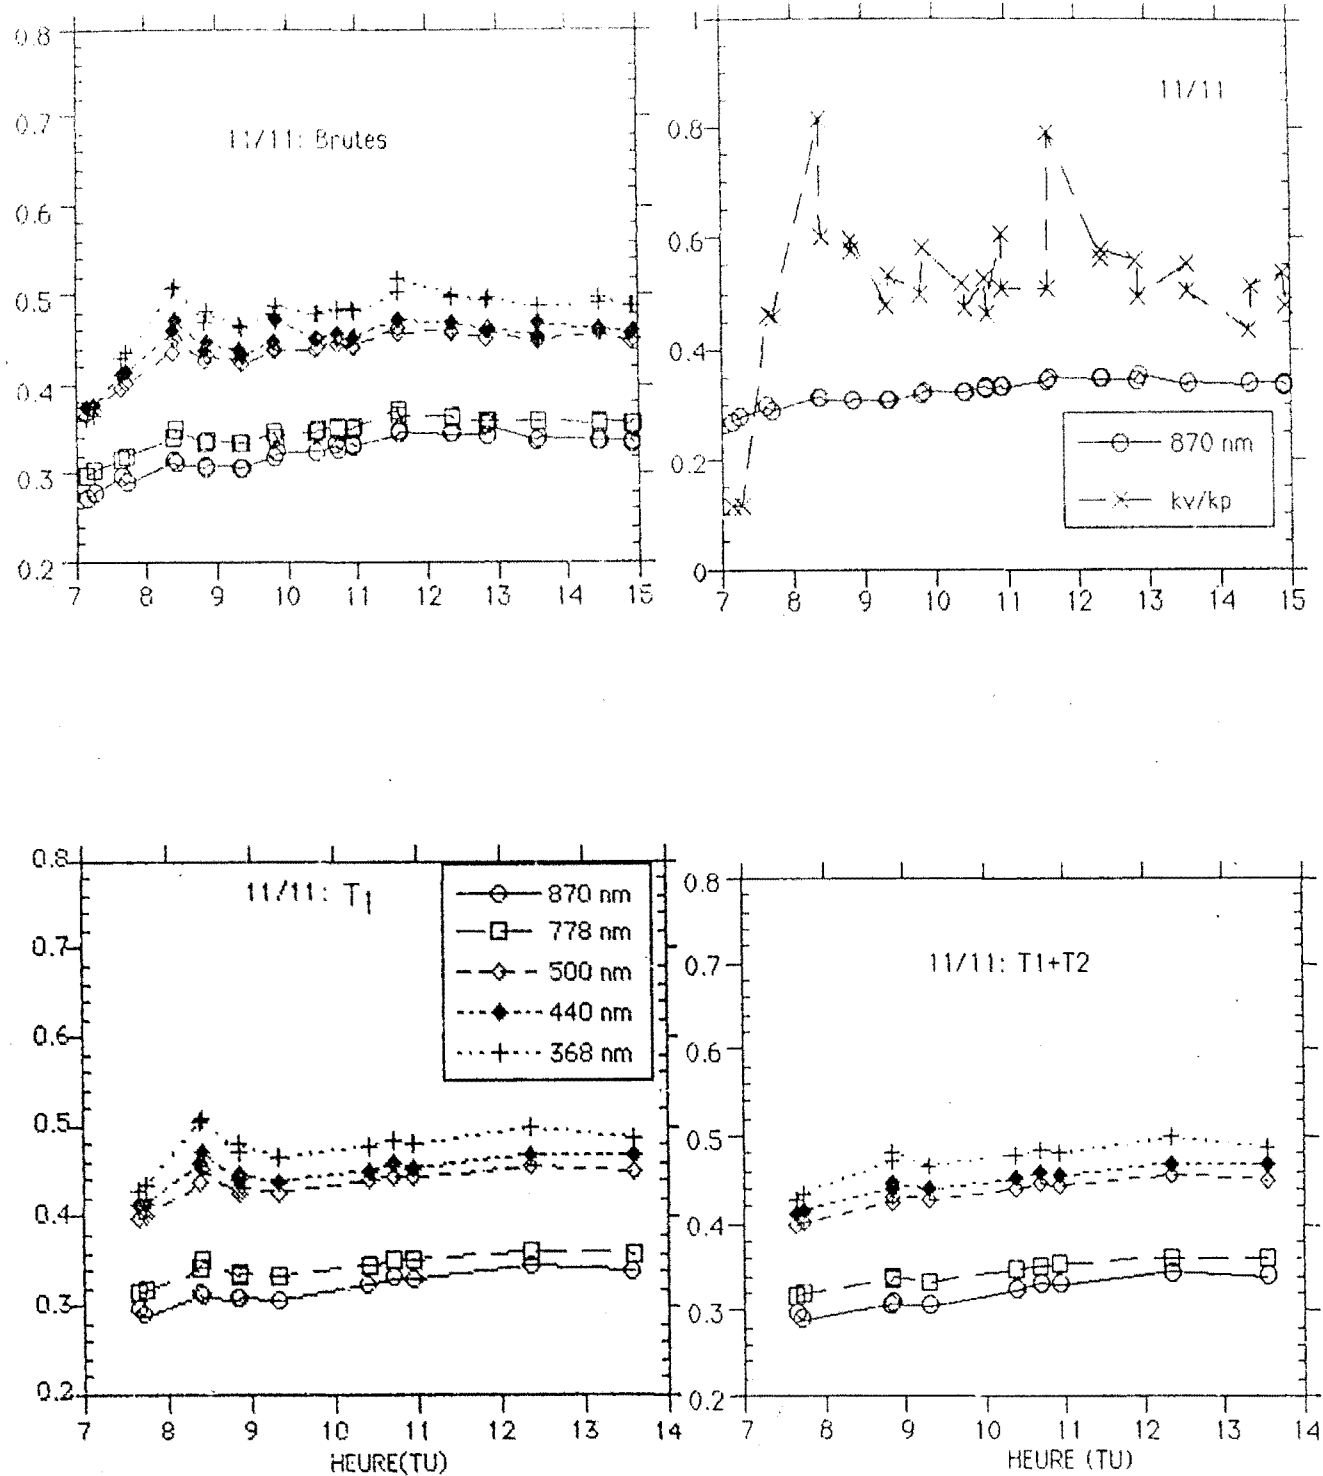 0.8
0.7
0.6
0.5
0.4
0.3
0.2
11/11: Brutes
7 8 9 10 11 12 13 14 15
1
0.8
0.6
0.4
0.2
0
11/11
870 nm
kv/kp
7 8 9 10 11 12 13 14 15
0.8
0.7
0.6
0.5
0.4
0.3
0.2
11/11: T1
870 nm
778 nm
500 nm
440 nm
368 nm
7 8 9 10 11 12 13 14
HEURE(TU)
0.8
0.7
0.6
0.5
0.4
0.3
0.2
11/11: T1+T2
7 8 9 10 11 12 13 14
HEURE (TU)